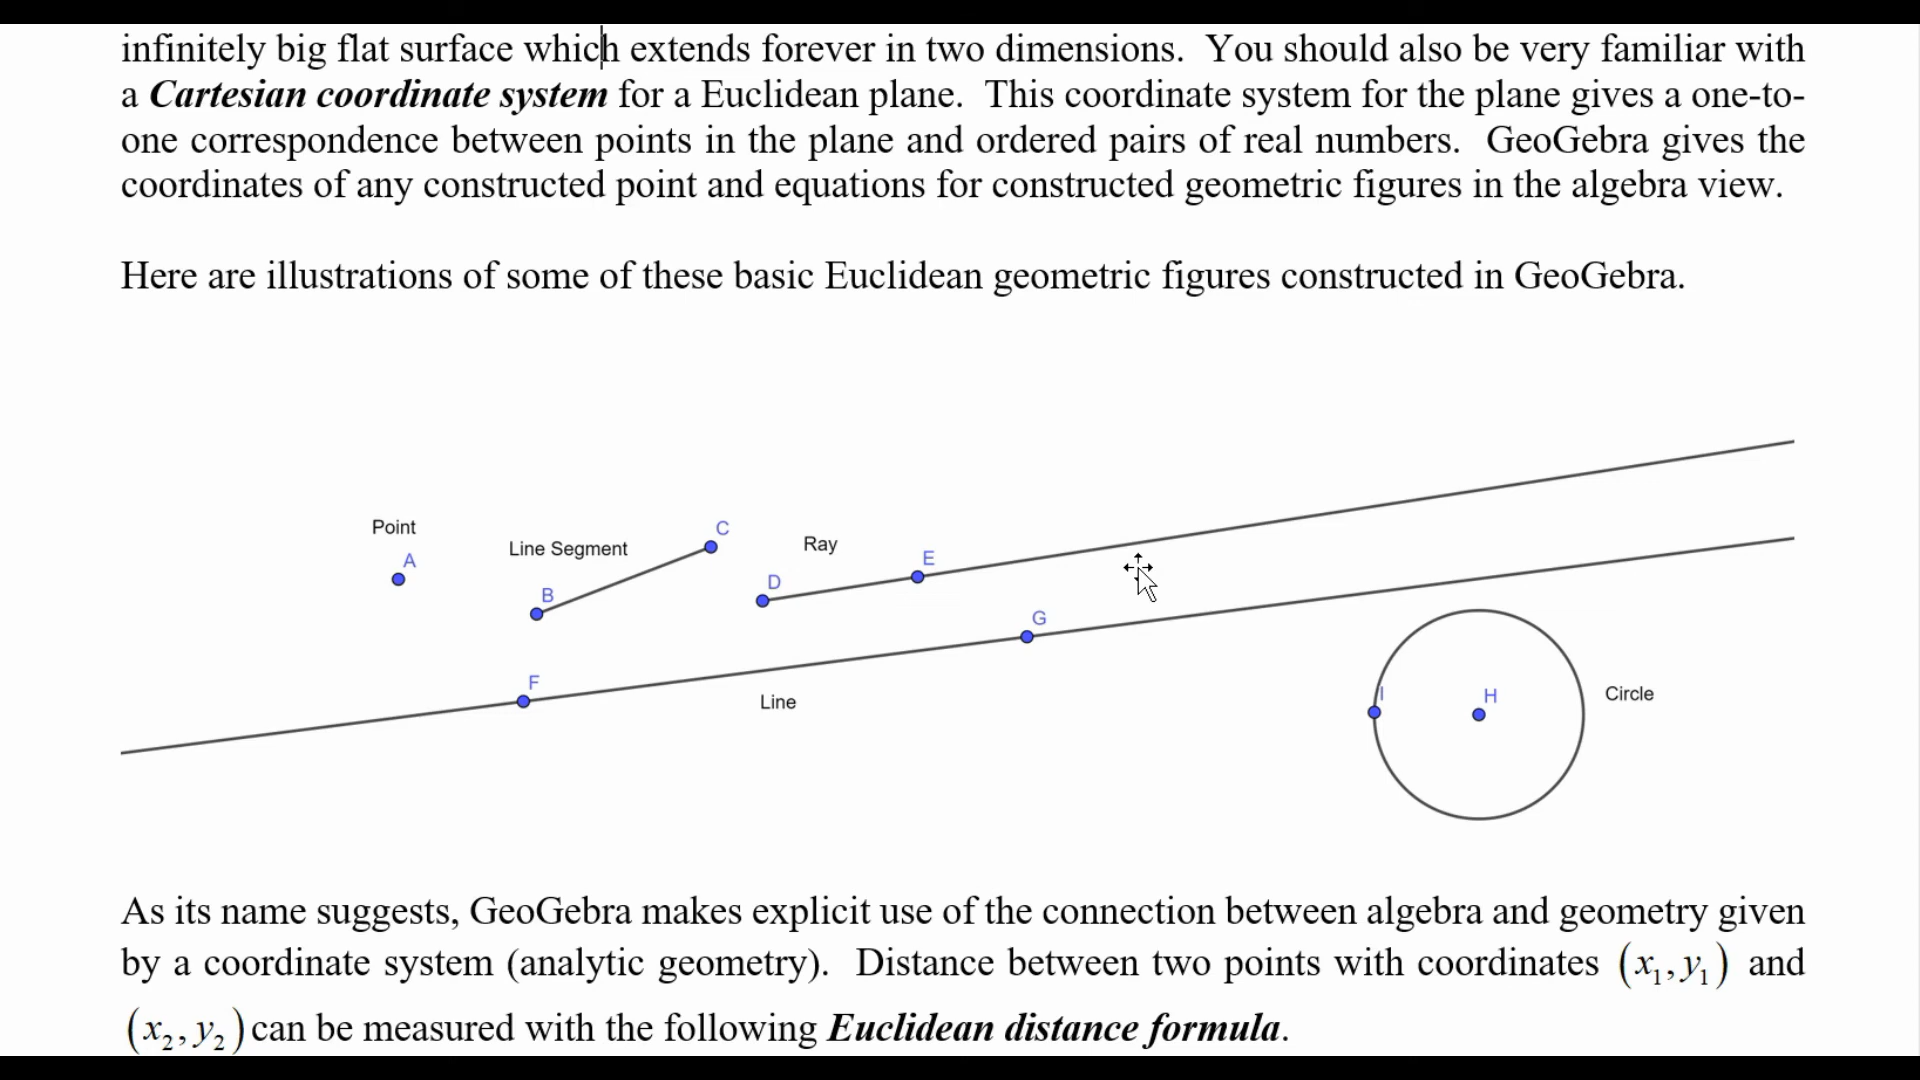 infinitely big flat surface which extends forever in two dimensions. You should also be very familiar with
a Cartesian coordinate system for a Euclidean plane. This coordinate system for the plane gives a one-to-
one correspondence between points in the plane and ordered pairs of real numbers. GeoGebra gives the
coordinates of any constructed point and equations for constructed geometric figures in the algebra view.
Here are illustrations of some of these basic Euclidean geometric figures constructed in GeoGebra.
Point
A
Line Segment
B
C
Ray
D
E
F
G
Line
I
H
Circle
As its name suggests, GeoGebra makes explicit use of the connection between algebra and geometry given
by a coordinate system (analytic geometry). Distance between two points with coordinates (x₁, y₁) and
(x₂, y₂) can be measured with the following Euclidean distance formula.